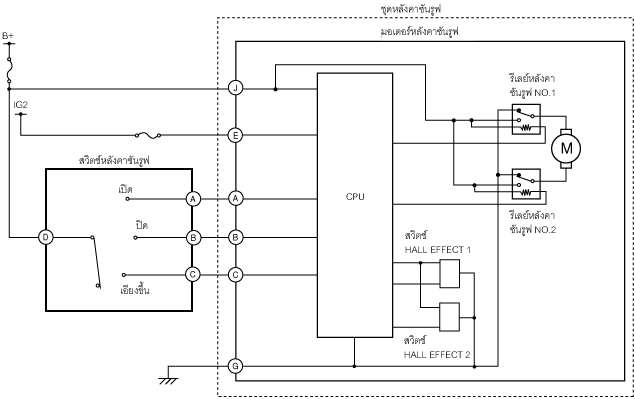 ชุดหลังคาซันรูฟ
มอเตอร์หลังคาซันรูฟ
B+
J
รีเลย์หลังคา
ซันรูฟ NO.1
IG2
E
M
สวิตช์หลังคาซันรูฟ
เปิด
A
A
CPU
ปิด
รีเลย์หลังคา
ซันรูฟ NO.2
D
B
B
สวิตช์
HALL EFFECT 1
C
C
เอียงขึ้น
สวิตช์
HALL EFFECT 2
G